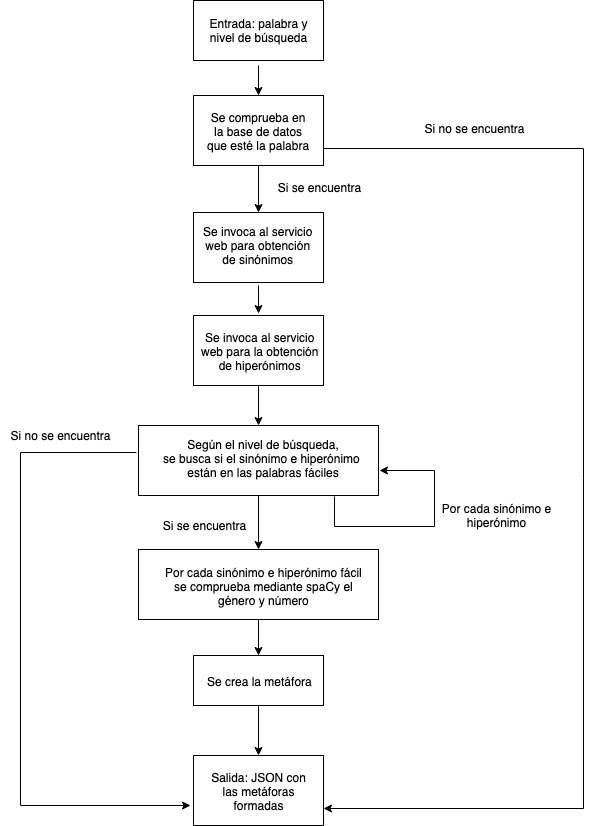 Entrada: palabra y
nivel de búsqueda
Se comprueba en
la base de datos
que esté la palabra
Si no se encuentra
Si se encuentra
Se invoca al servicio
web para obtención
de sinónimos
Se invoca al servicio
web para la obtención
de hiperónimos
Si no se encuentra
Según el nivel de búsqueda,
se busca si el sinónimo e hiperónimo
están en las palabras fáciles
Por cada sinónimo e
hiperónimo
Si se encuentra
Por cada sinónimo e hiperónimo fácil
se comprueba mediante spaCy el
género y número
Se crea la metáfora
Salida: JSON con
las metáforas
formadas